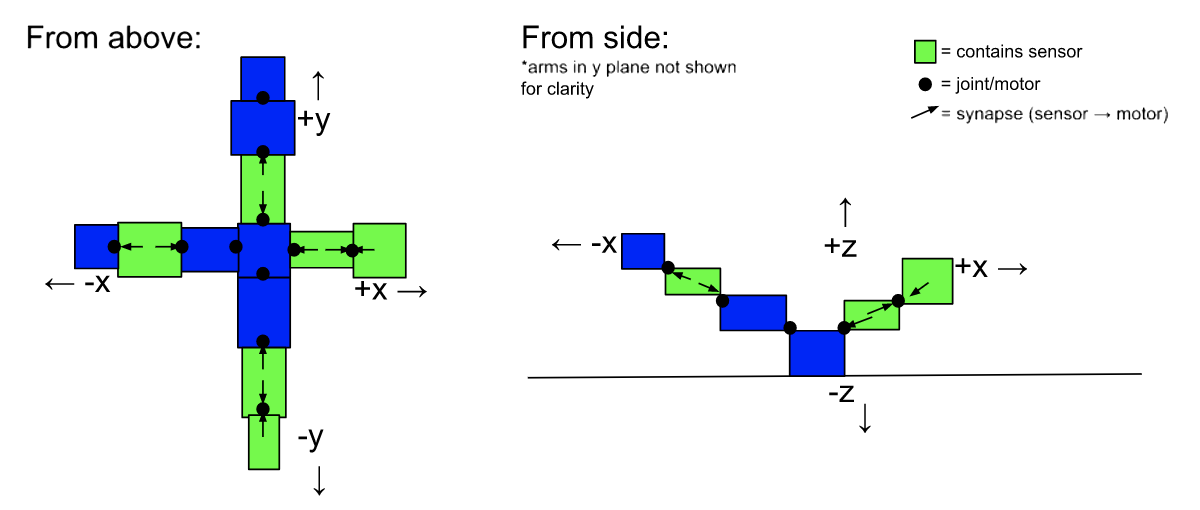 From above:
+y
← -x
+x →
-y
From side:
*arms in y plane not shown
for clarity
= contains sensor
= joint/motor
= synapse (sensor → motor)
← -x
+z
+x →
-z